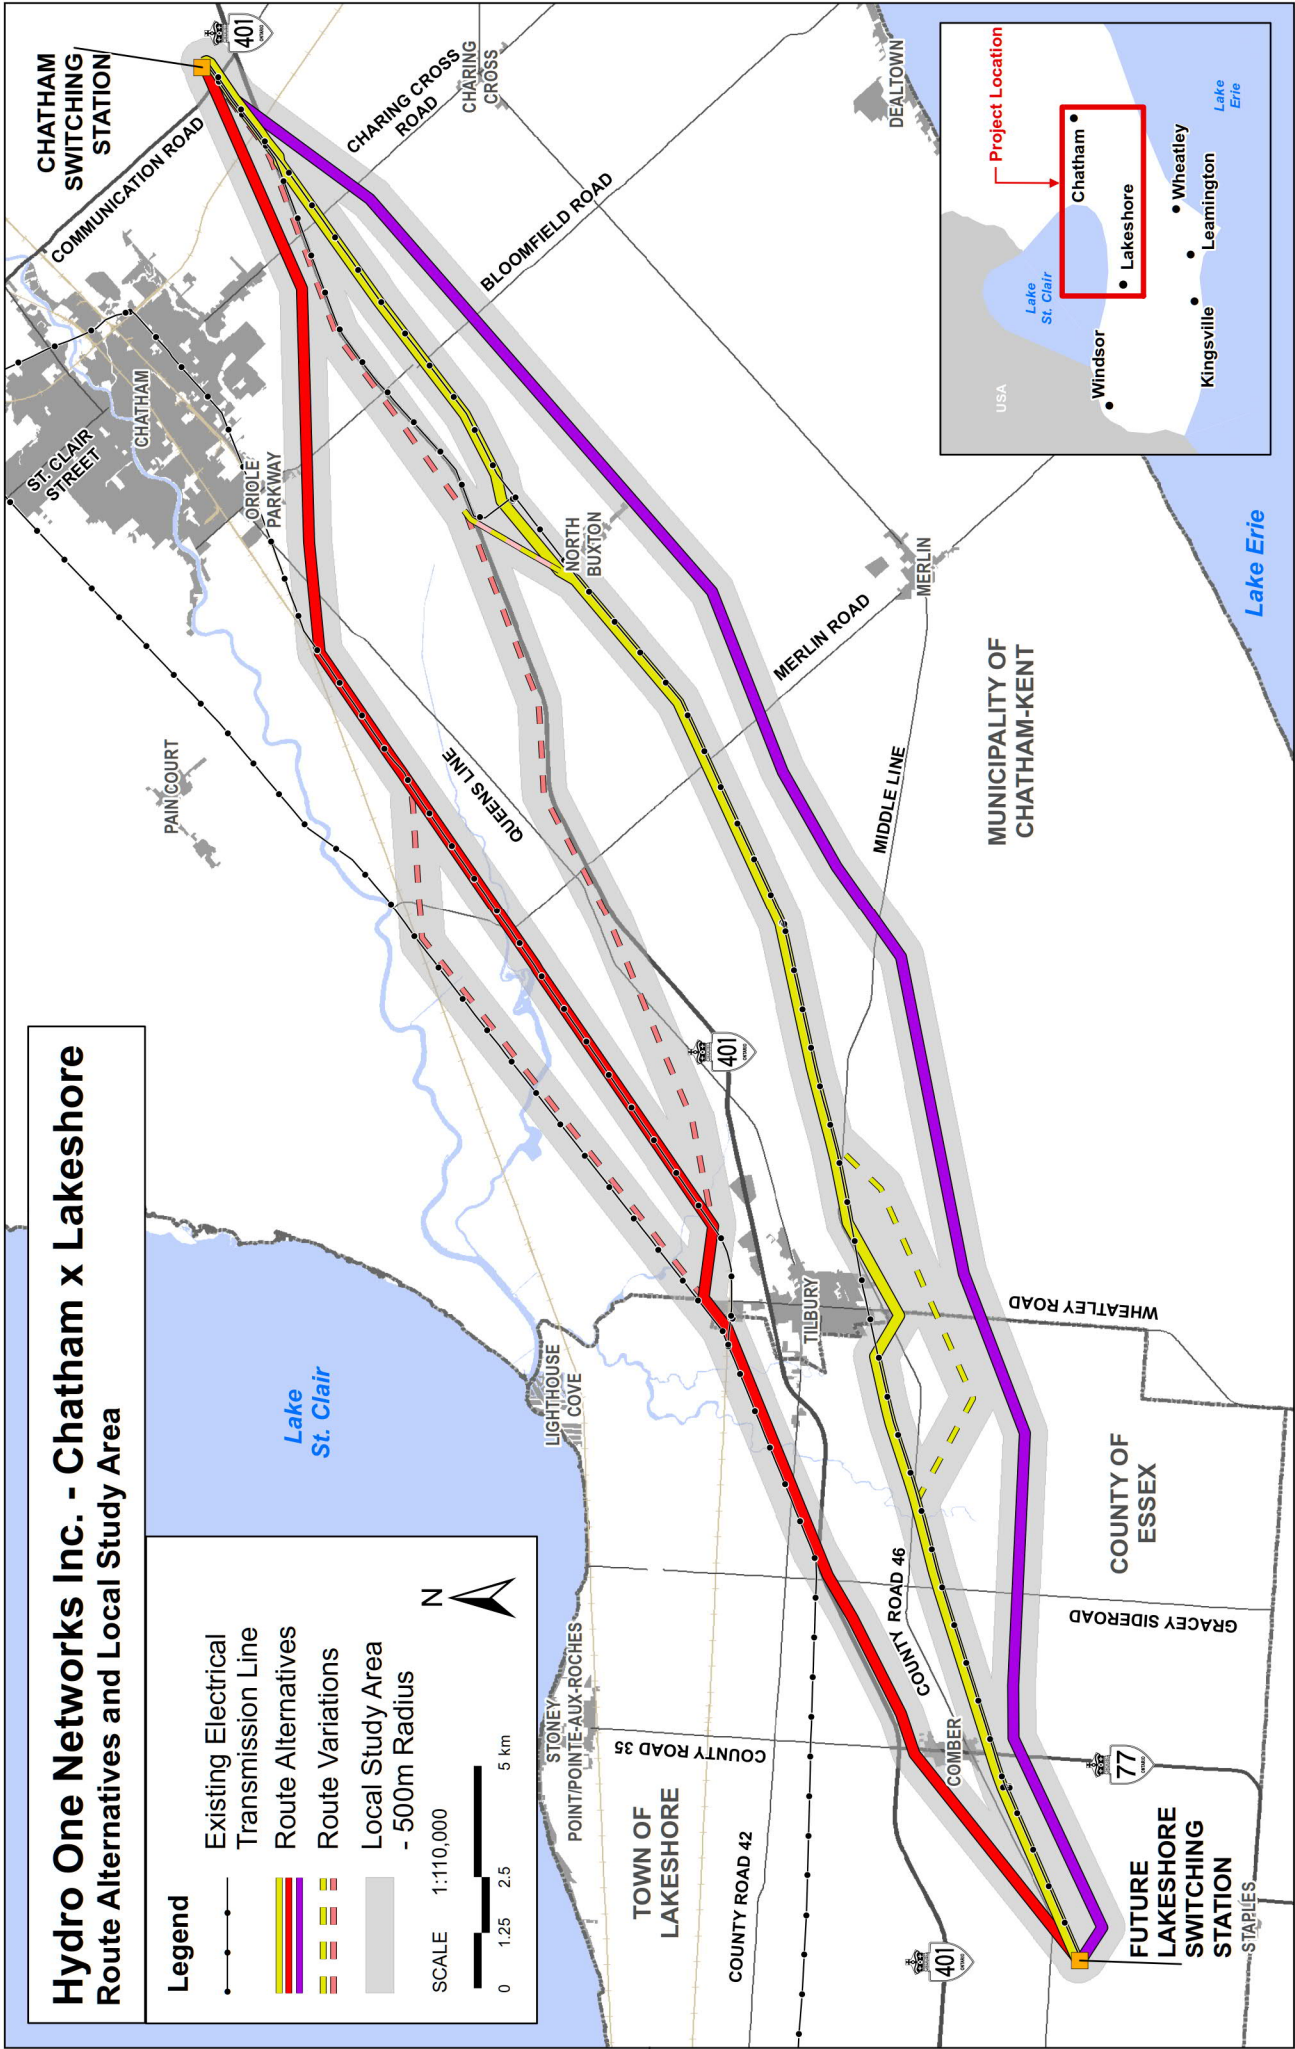 Hydro One Networks Inc. - Chatham x Lakeshore
Route Alternatives and Local Study Area
Legend
Existing Electrical
Transmission Line
Route Alternatives
Route Variations
Local Study Area
- 500m Radius
N
SCALE 1:110,000
0 1.25 2.5 5 km
Lake
St. Clair
PAIN COURT
ST. CLAIR
STREET
CHATHAM
COMMUNICATION ROAD
CHATHAM
SWITCHING
STATION
401
ONTARIO
ORIOLE
PARKWAY
CHARING CROSS
ROAD
CHARING
CROSS
BLOOMFIELD ROAD
DEALTOWN
QUEENS LINE
NORTH
BUXTON
MERLIN ROAD
MERLIN
MIDDLE LINE
MUNICIPALITY OF
CHATHAM-KENT
Lake Erie
401
ONTARIO
LIGHTHOUSE
COVE
TILBURY
WHEATLEY ROAD
STONEY
POINT/POINTE-AUX-ROCHES
COUNTY ROAD 35
COUNTY ROAD 46
GRACEY SIDEROAD
COUNTY OF
ESSEX
TOWN OF
LAKESHORE
COUNTY ROAD 42
COMBER
401
ONTARIO
77
ONTARIO
FUTURE
LAKESHORE
SWITCHING
STATION
STAPLES
Project Location
USA
Lake
St. Clair
Chatham
Lakeshore
Windsor
Wheatley
Leamington
Kingsville
Lake
Erie